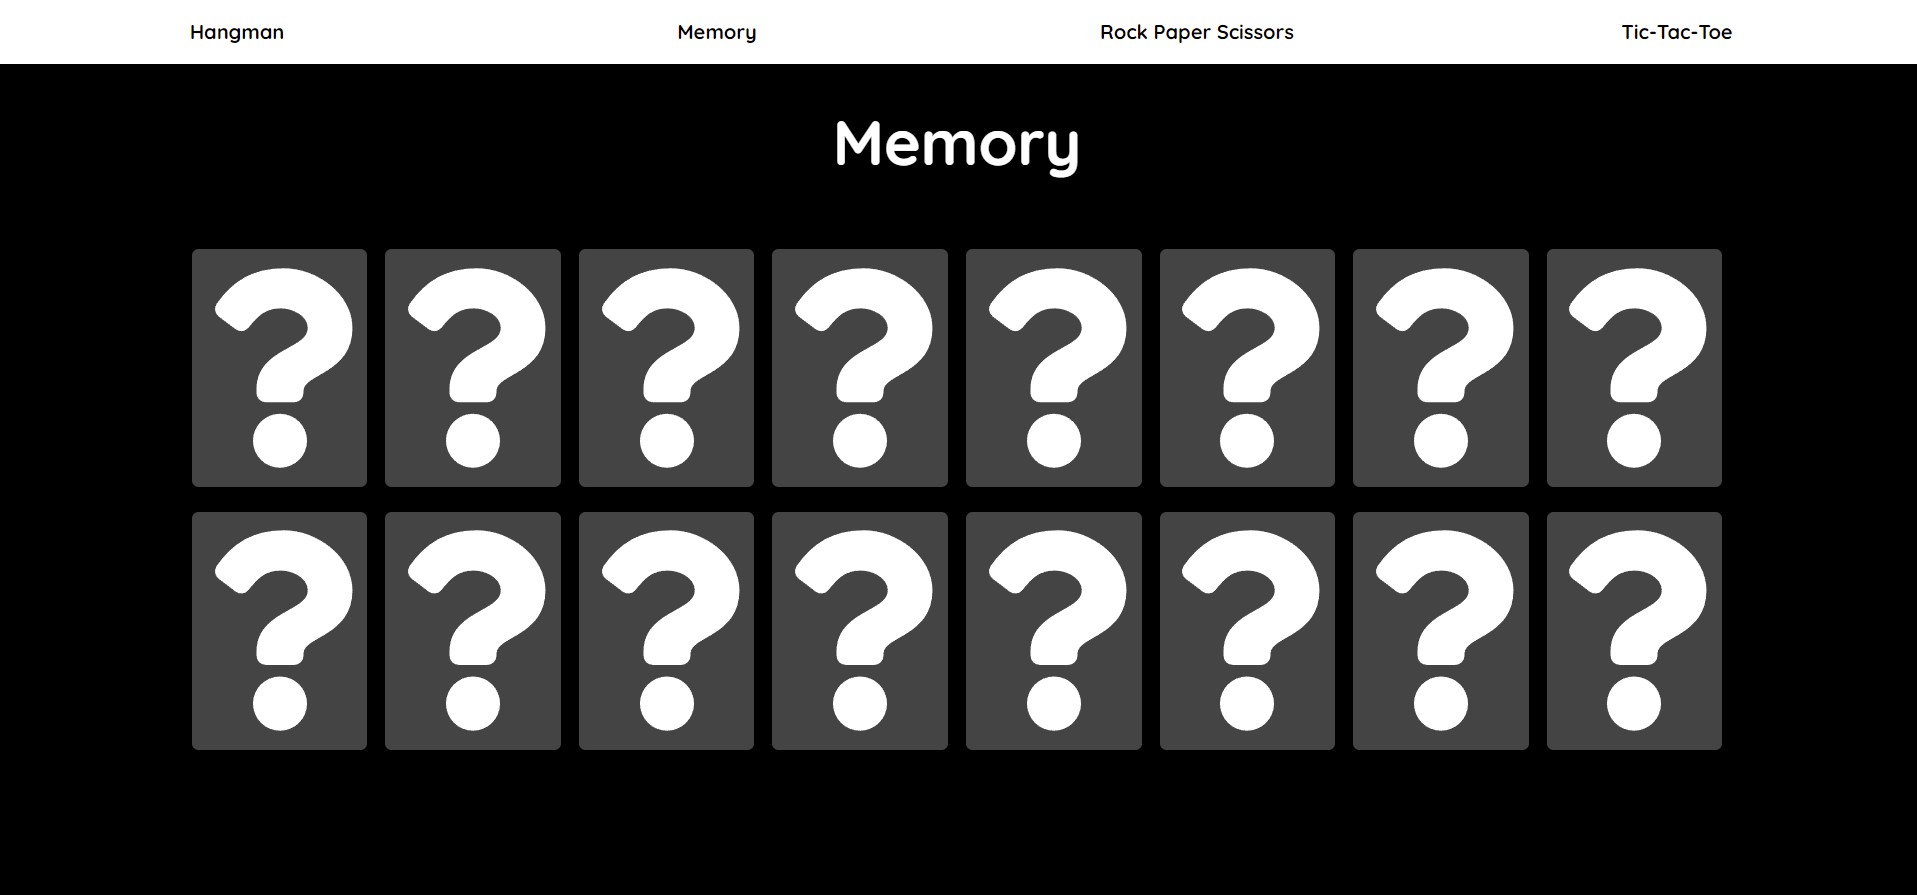 Hangman Memory Rock Paper Scissors Tic-Tac-Toe
Memory
? ? ? ? ? ? ? ?
? ? ? ? ? ? ? ?